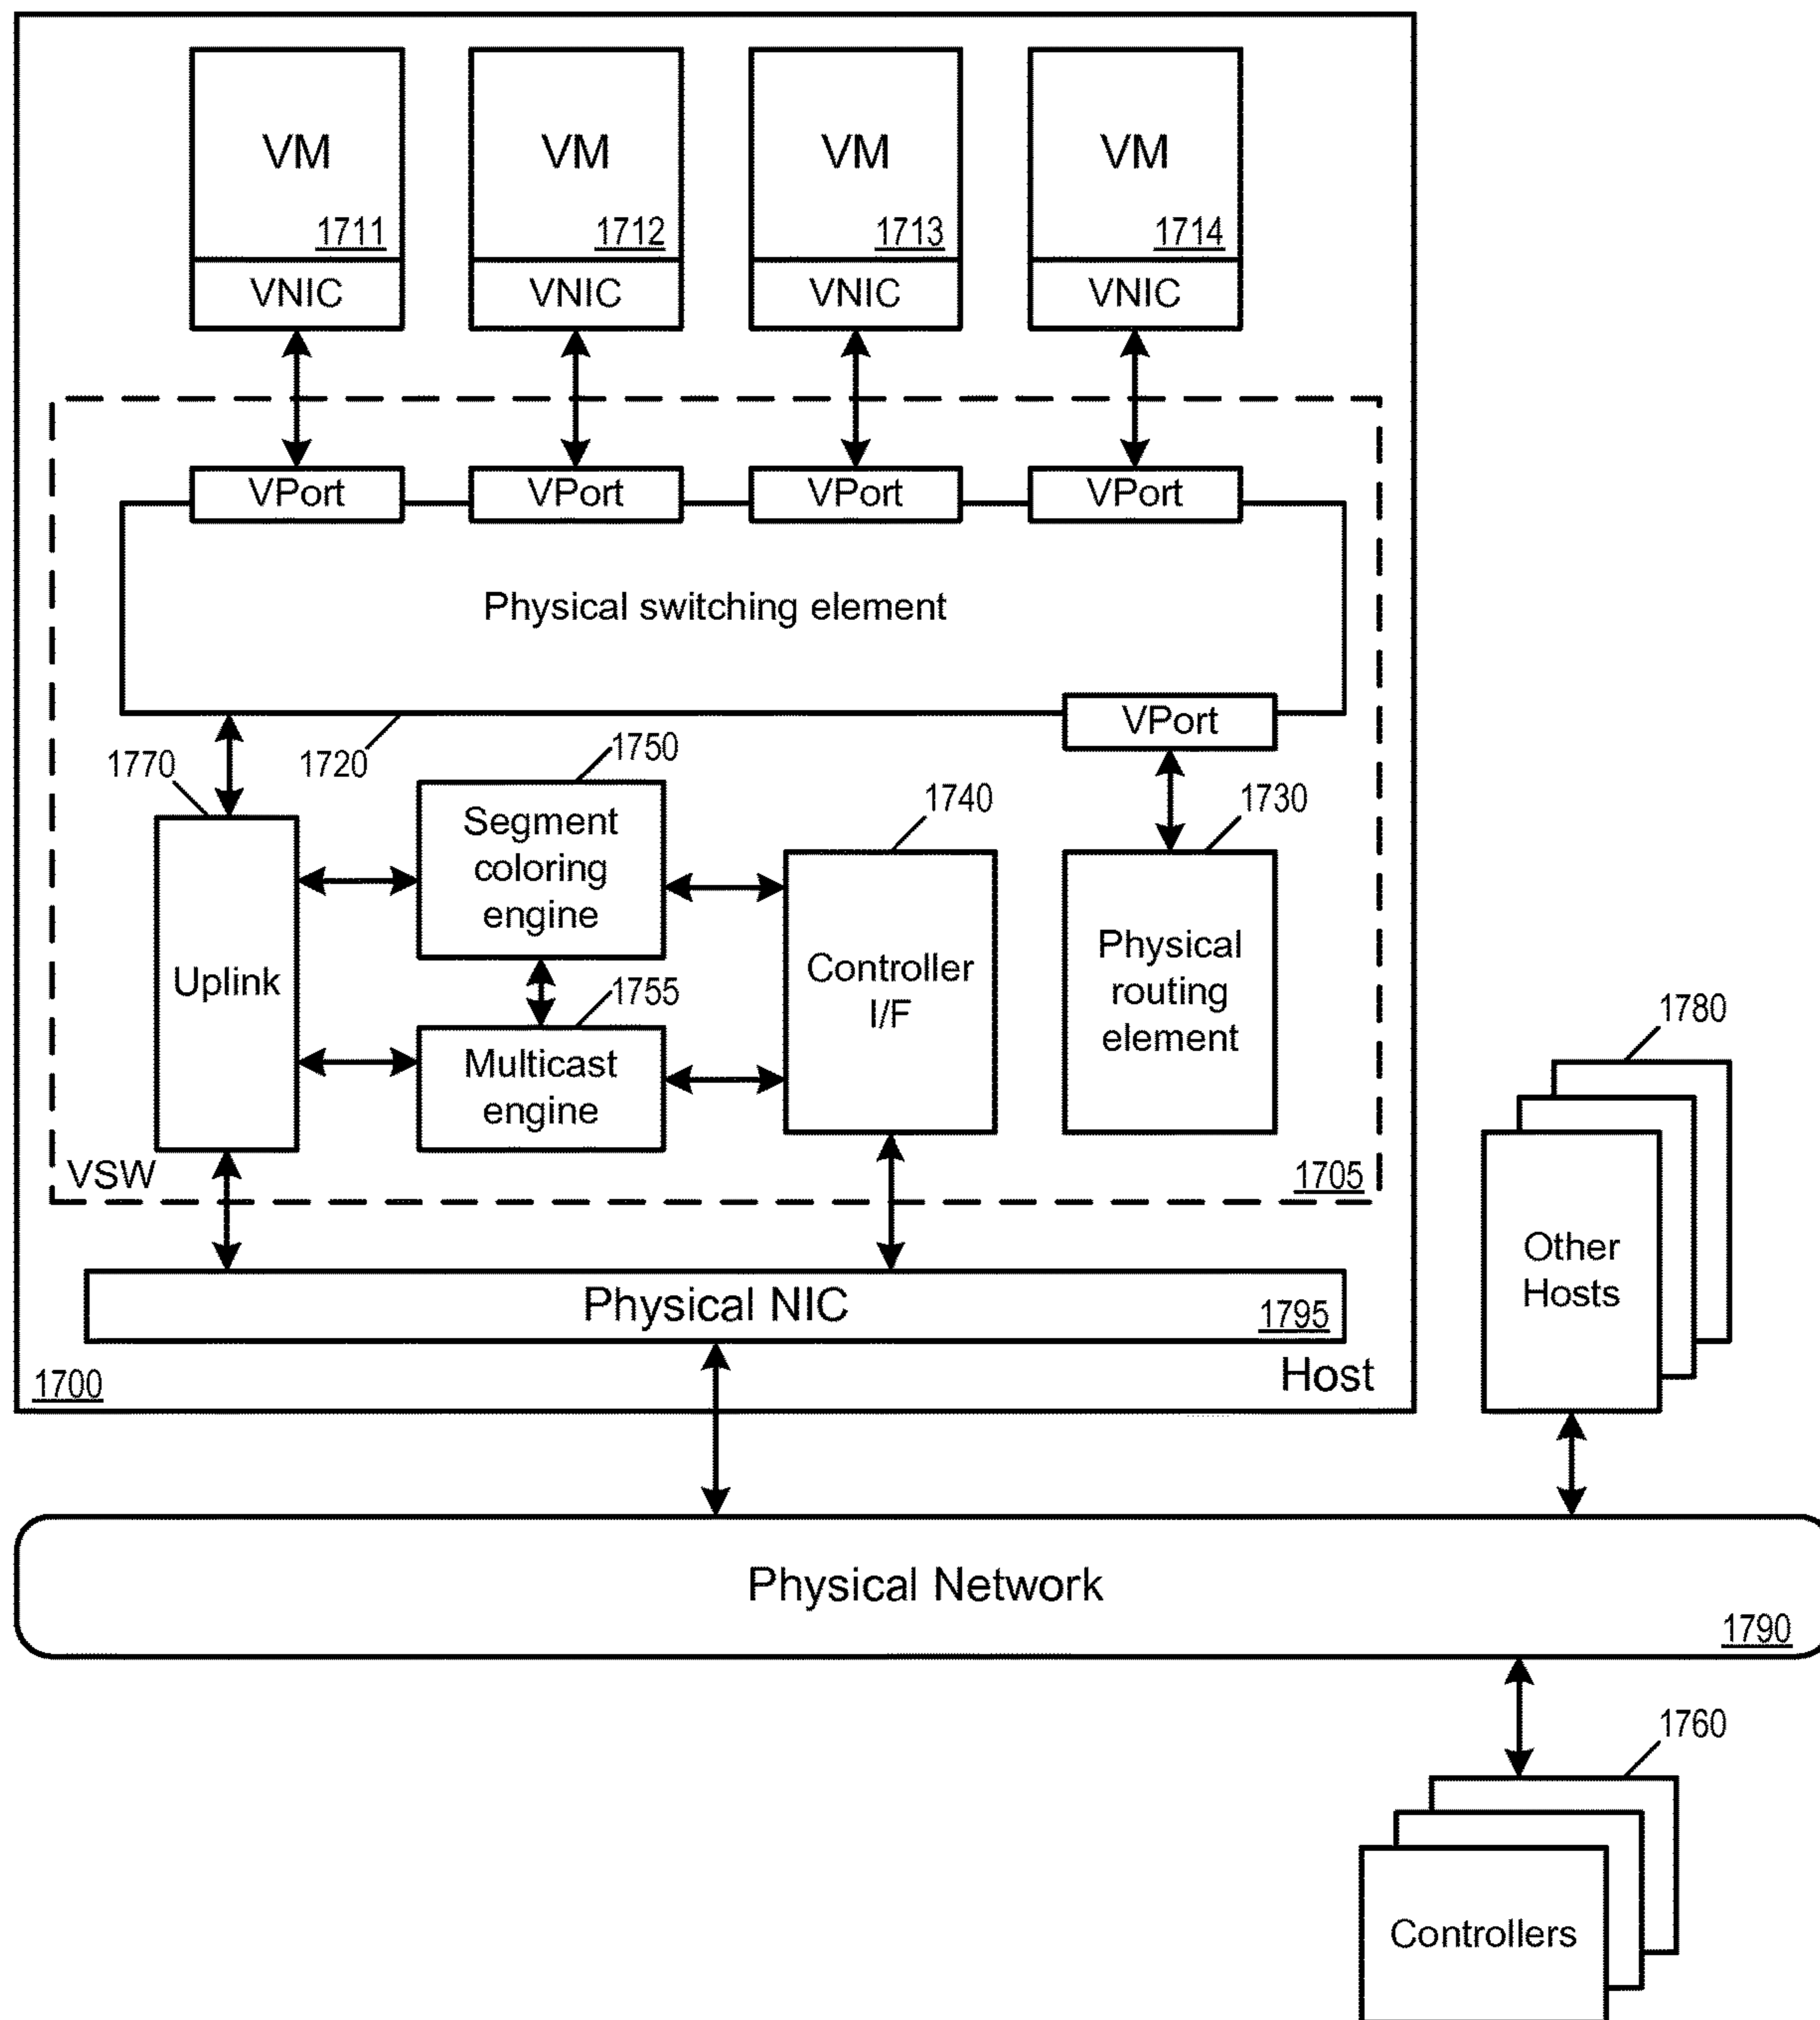 VM
1711
VNIC
VM
1712
VNIC
VM
1713
VNIC
VM
1714
VNIC
VPort
VPort
VPort
VPort
Physical switching element
VPort
1770
1720
1750
1740
1730
Segment
coloring
engine
Uplink
1755
Multicast
engine
Controller
I/F
Physical
routing
element
VSW
1705
1780
Other
Hosts
Physical NIC
1795
1700
Host
Physical Network
1790
1760
Controllers